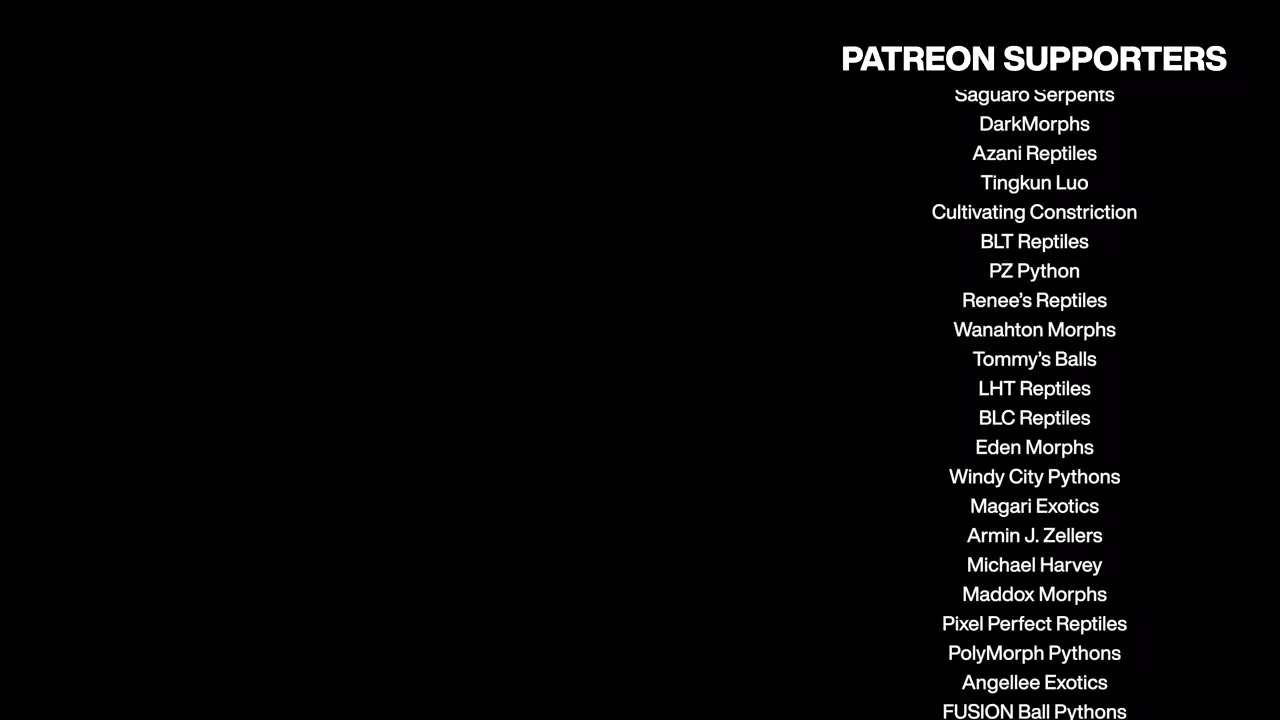 PATREON SUPPORTERS
Saguaro Serpents
DarkMorphs
Azani Reptiles
Tingkun Luo
Cultivating Constriction
BLT Reptiles
PZ Python
Renee’s Reptiles
Wanahton Morphs
Tommy’s Balls
LHT Reptiles
BLC Reptiles
Eden Morphs
Windy City Pythons
Magari Exotics
Armin J. Zellers
Michael Harvey
Maddox Morphs
Pixel Perfect Reptiles
PolyMorph Pythons
Angellee Exotics
FUSION Ball Pythons